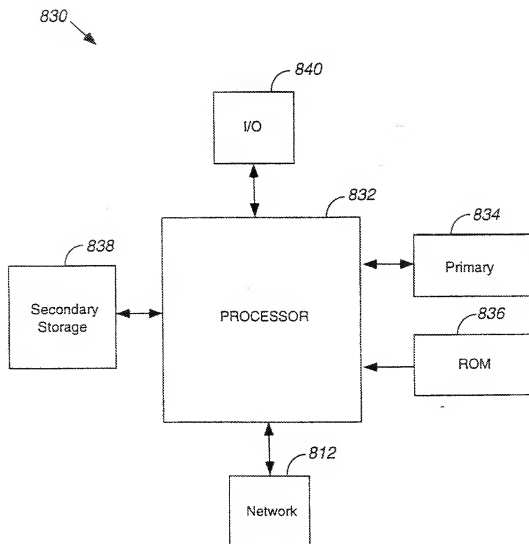 830
840
I/O
832
834
838
Primary
Secondary
Storage
PROCESSOR
836
ROM
812
Network